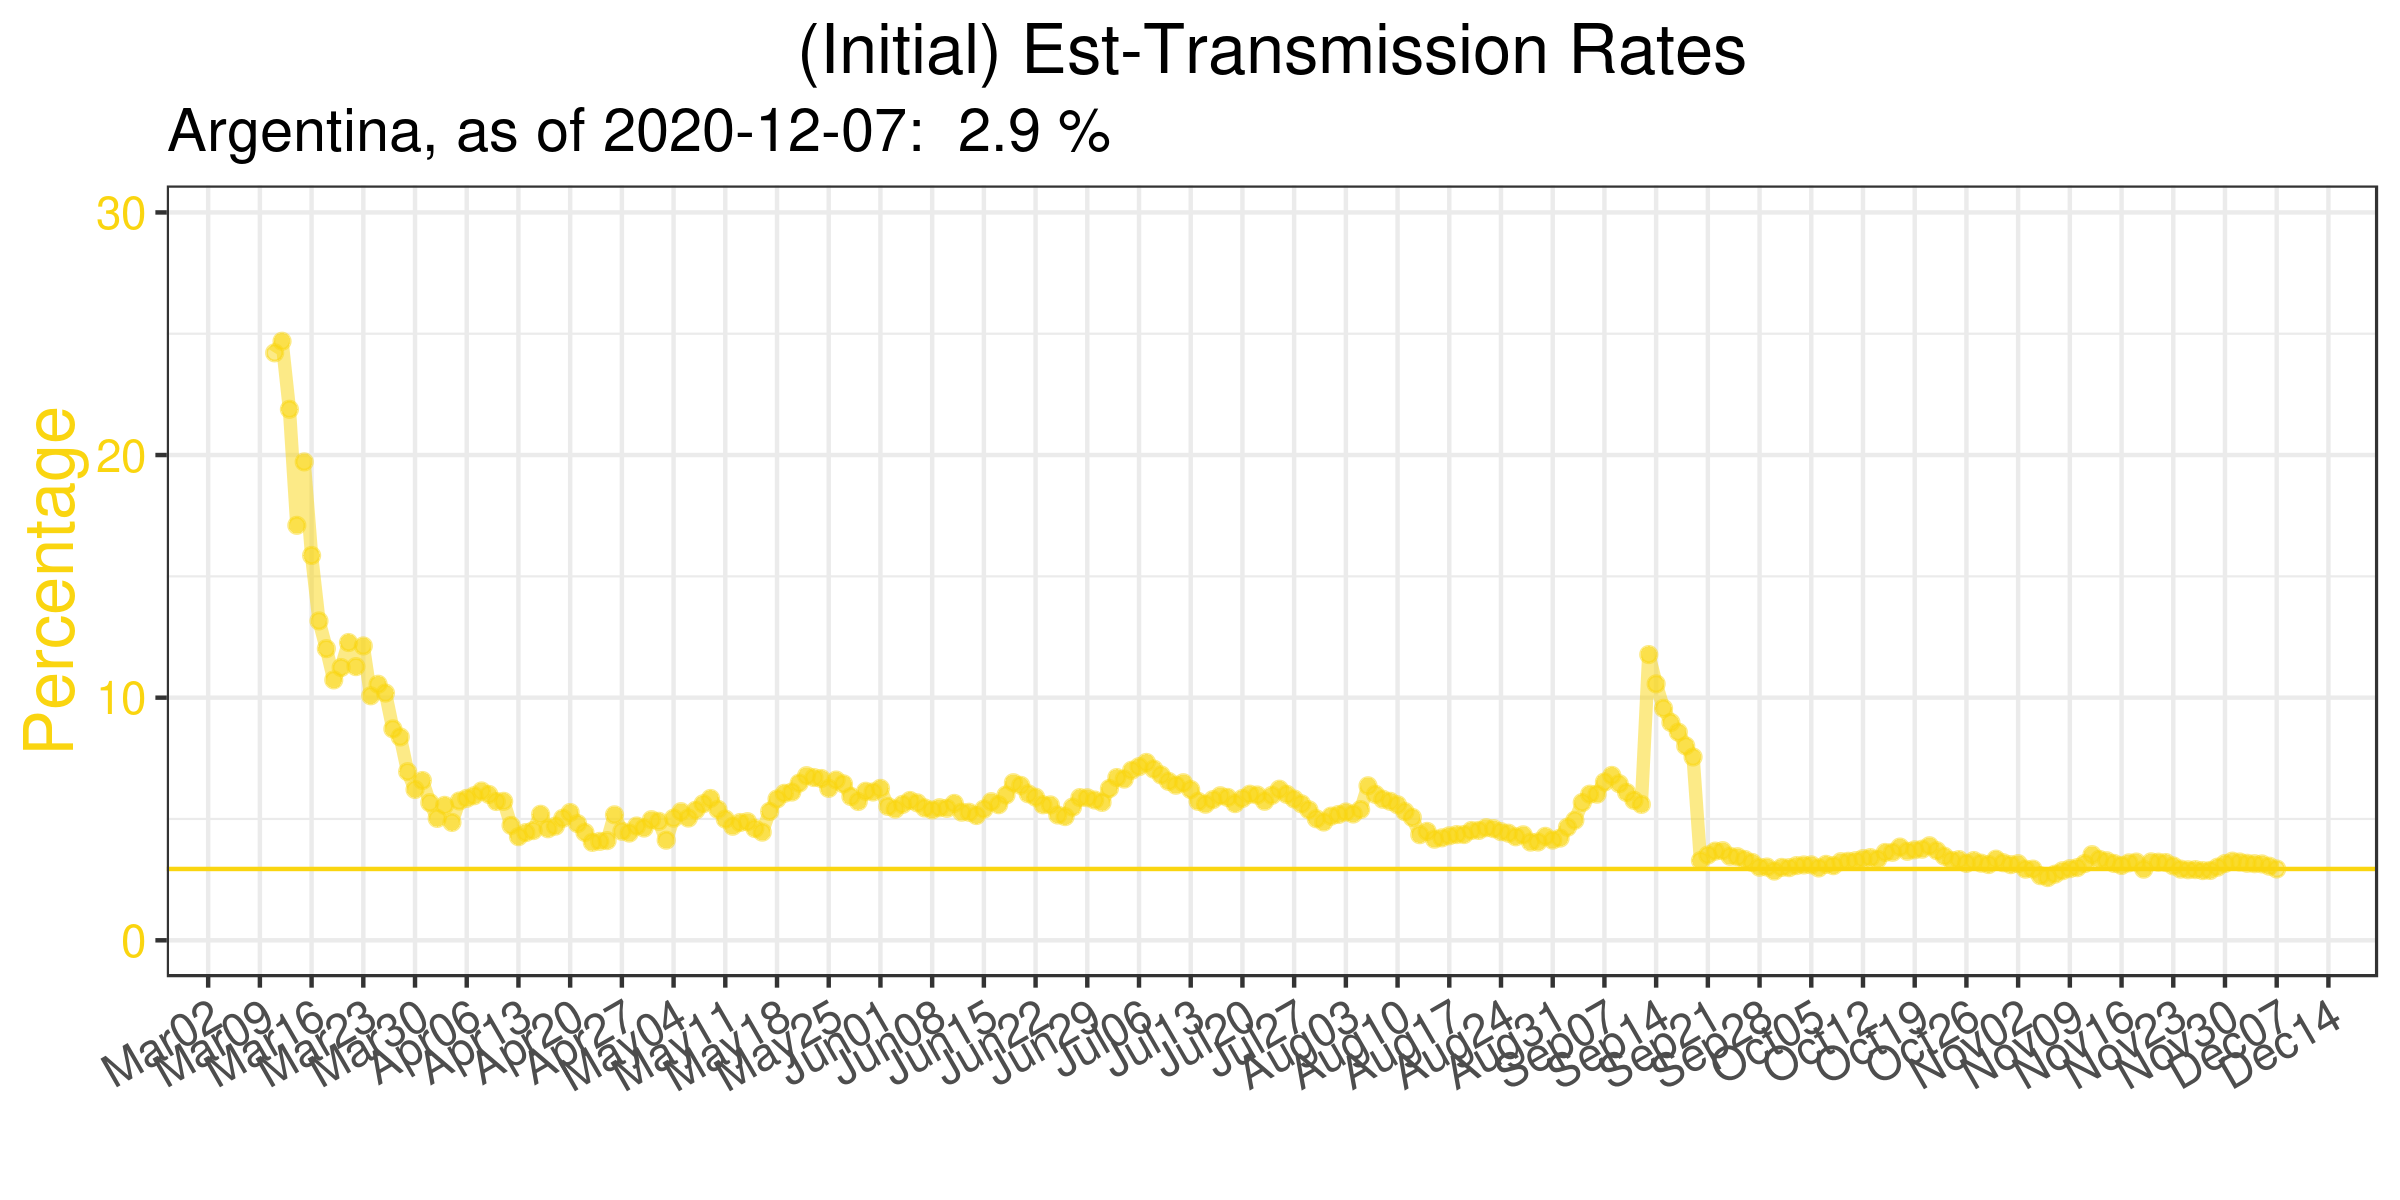 (Initial) Est-Transmission Rates
Argentina, as of 2020-12-07: 2.9 %
Percentage
30
20
10
0
Mar02 Mar09 Mar16 Mar23 Mar30 Apr06 Apr13 Apr20 Apr27 May04 May11 May18 May25 Jun01 Jun08 Jun15 Jun22 Jun29 Jul06 Jul13 Jul20 Jul27 Aug03 Aug10 Aug17 Aug24 Aug31 Sep07 Sep14 Sep21 Sep28 Oct05 Oct12 Oct19 Oct26 Nov02 Nov09 Nov16 Nov23 Nov30 Dec07 Dec14